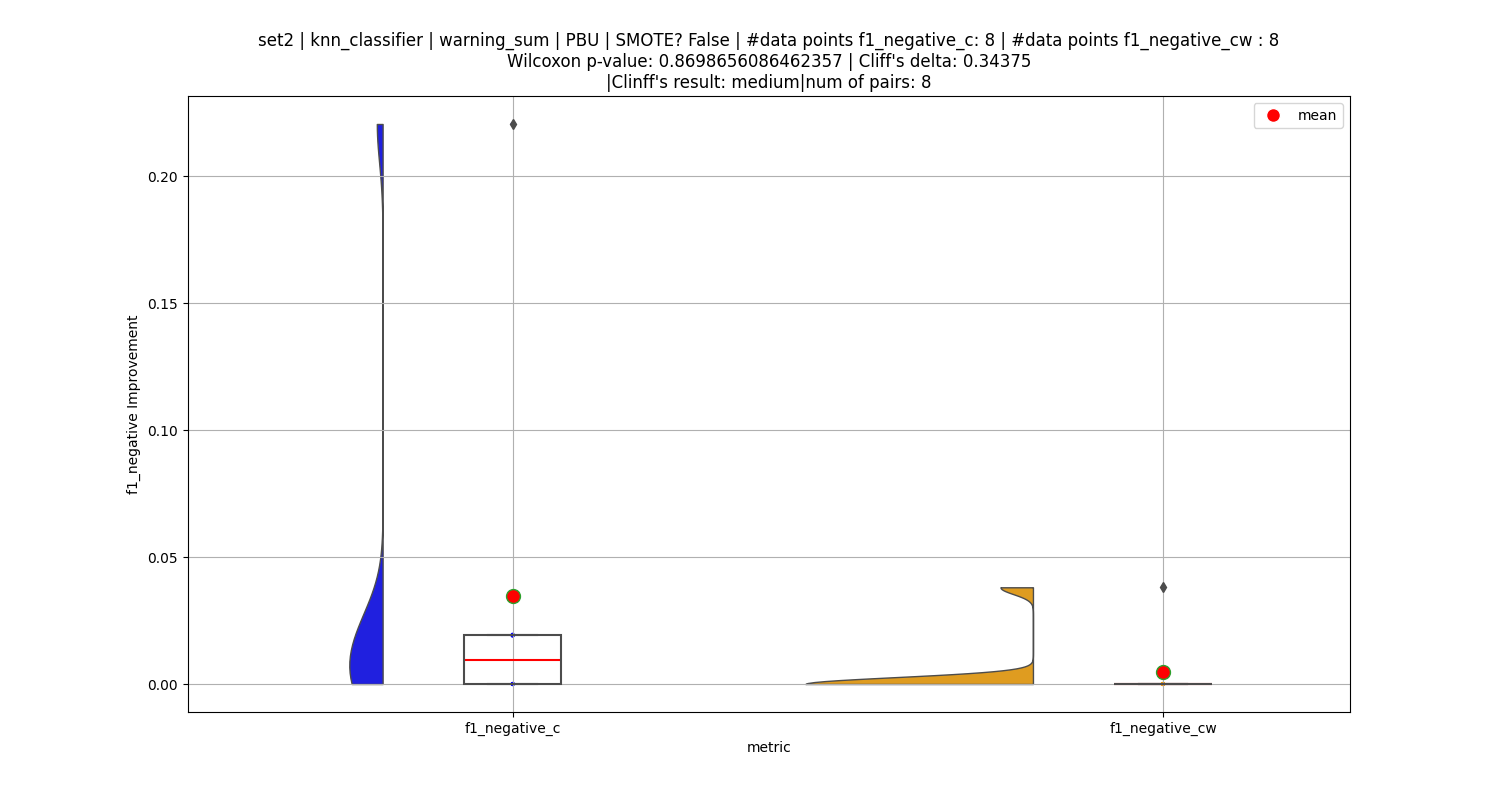 set2 | knn_classifier | warning_sum | PBU | SMOTE? False | #data points f1_negative_c: 8 | #data points f1_negative_cw : 8
Wilcoxon p-value: 0.8698656086462357 | Cliff's delta: 0.34375
|Clinff's result: medium|num of pairs: 8
mean
f1_negative Improvement
0.20
0.15
0.10
0.05
0.00
f1_negative_c
f1_negative_cw
metric